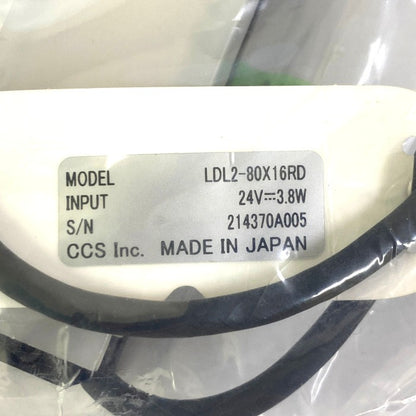 MODEL LDL2-80X16RD
INPUT 24V⎓3.8W
S/N 214370A005
CCS Inc. MADE IN JAPAN